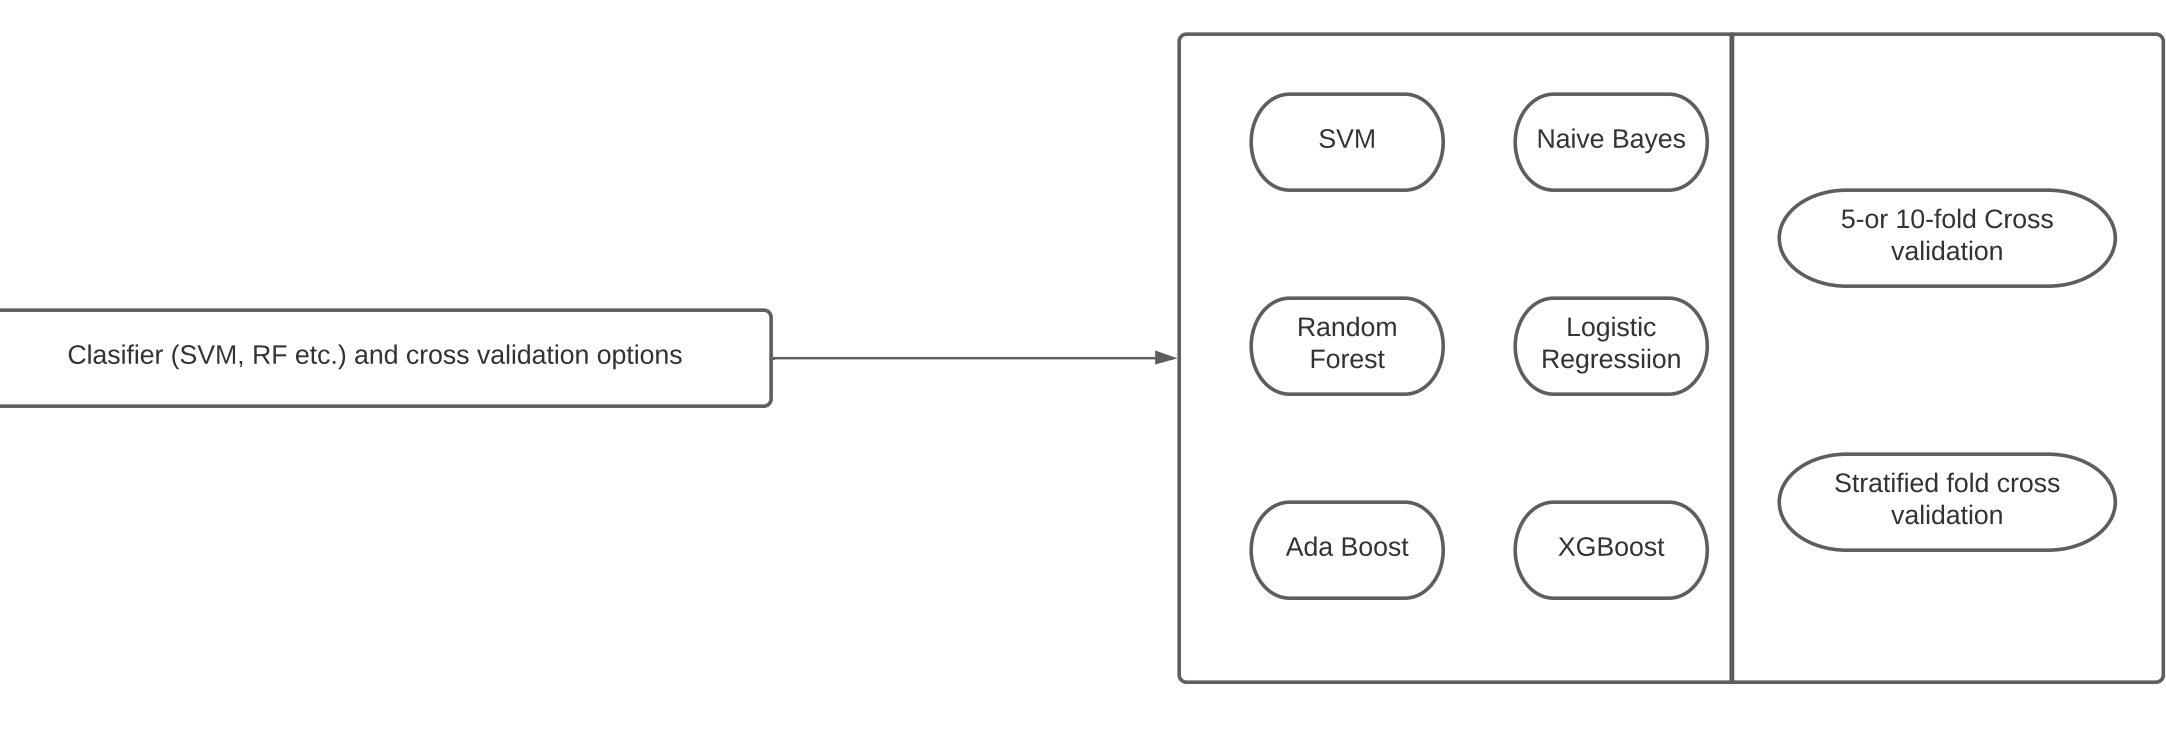 Clasifier (SVM, RF etc.) and cross validation options
SVM
Naive Bayes
Random
Forest
Logistic
Regressiion
Ada Boost
XGBoost
5-or 10-fold Cross
validation
Stratified fold cross
validation